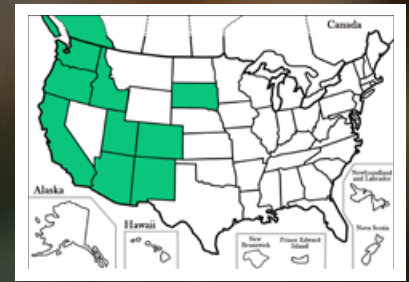 Canada
Newfoundland
and Labrador
Alaska
Hawaii
New
Brunswick
Prince Edward
Island
Nova Scotia